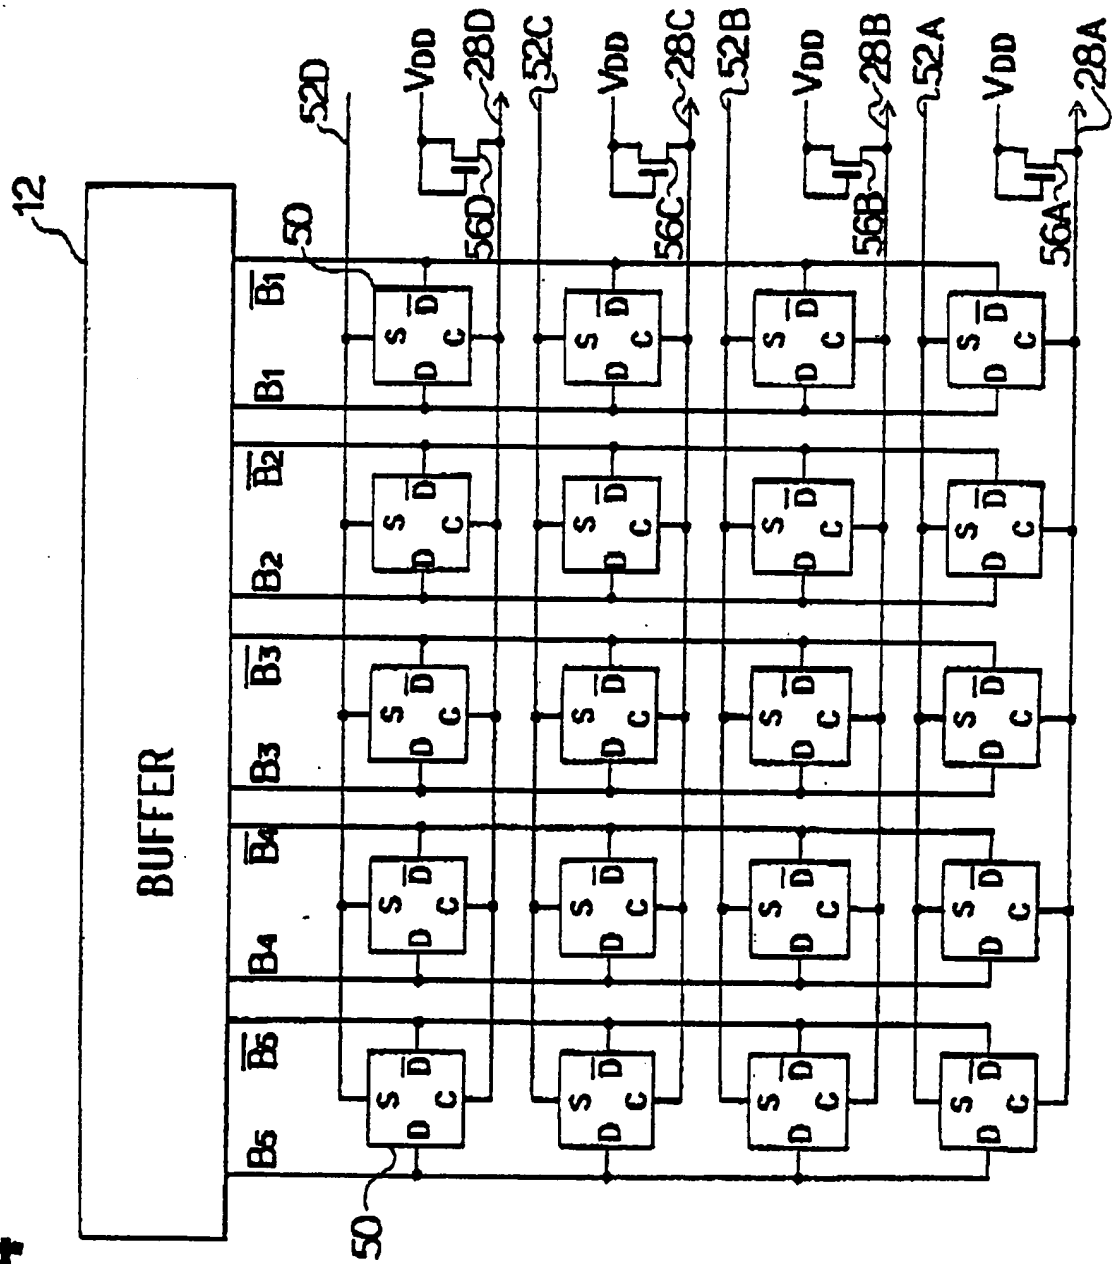 12
BUFFER
B5 B̅5 B4 B̅4 B3 B̅3 B2 B̅2 B1 B̅1
50
52D
50
S S S S S
D D̅ D D̅ D D̅ D D̅ D D̅ VDD
C C C C C
56D 28D
52C
S S S S S
D D̅ D D̅ D D̅ D D̅ D D̅ VDD
C C C C C
56C 28C
52B
S S S S S
D D̅ D D̅ D D̅ D D̅ D D̅ VDD
C C C C C
56B 28B
52A
S S S S S
D D̅ D D̅ D D̅ D D̅ D D̅ VDD
C C C C C
56A 28A